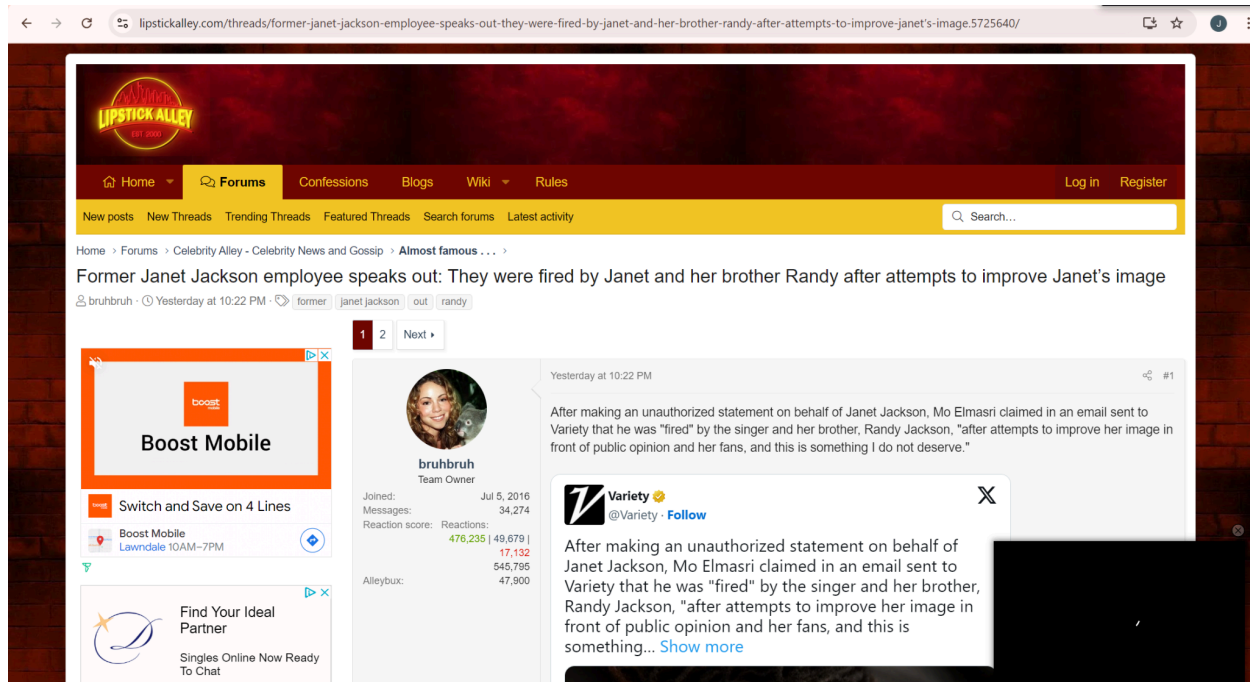 lipstickalley.com/threads/former-janet-jackson-employee-speaks-out-they-were-fired-by-janet-and-her-brother-randy-after-attempts-to-improve-janet's-image.5725640/
J
LIPSTICK ALLEY
EST 2000
Home
Forums
Confessions
Blogs
Wiki
Rules
Log in
Register
New posts
New Threads
Trending Threads
Featured Threads
Search forums
Latest activity
Search…
Home › Forums › Celebrity Alley - Celebrity News and Gossip › Almost famous . . . ›
Former Janet Jackson employee speaks out: They were fired by Janet and her brother Randy after attempts to improve Janet’s image
bruhbruh · Yesterday at 10:22 PM · former janet jackson out randy
1 2 Next
boost
mobile
Boost Mobile
boost
Switch and Save on 4 Lines
Boost Mobile
Lawndale 10AM–7PM
Find Your Ideal
Partner
Singles Online Now Ready
To Chat
bruhbruh
Team Owner
Joined: Jul 5, 2016
Messages: 34,274
Reaction score: Reactions:
476,235 | 49,679 |
17,132
545,795
Alleybux: 47,900
Yesterday at 10:22 PM #1
After making an unauthorized statement on behalf of Janet Jackson, Mo Elmasri claimed in an email sent to
Variety that he was "fired" by the singer and her brother, Randy Jackson, "after attempts to improve her image in
front of public opinion and her fans, and this is something I do not deserve."
V
Variety
@Variety · Follow
X
After making an unauthorized statement on behalf of
Janet Jackson, Mo Elmasri claimed in an email sent to
Variety that he was "fired" by the singer and her brother,
Randy Jackson, "after attempts to improve her image in
front of public opinion and her fans, and this is
something… Show more